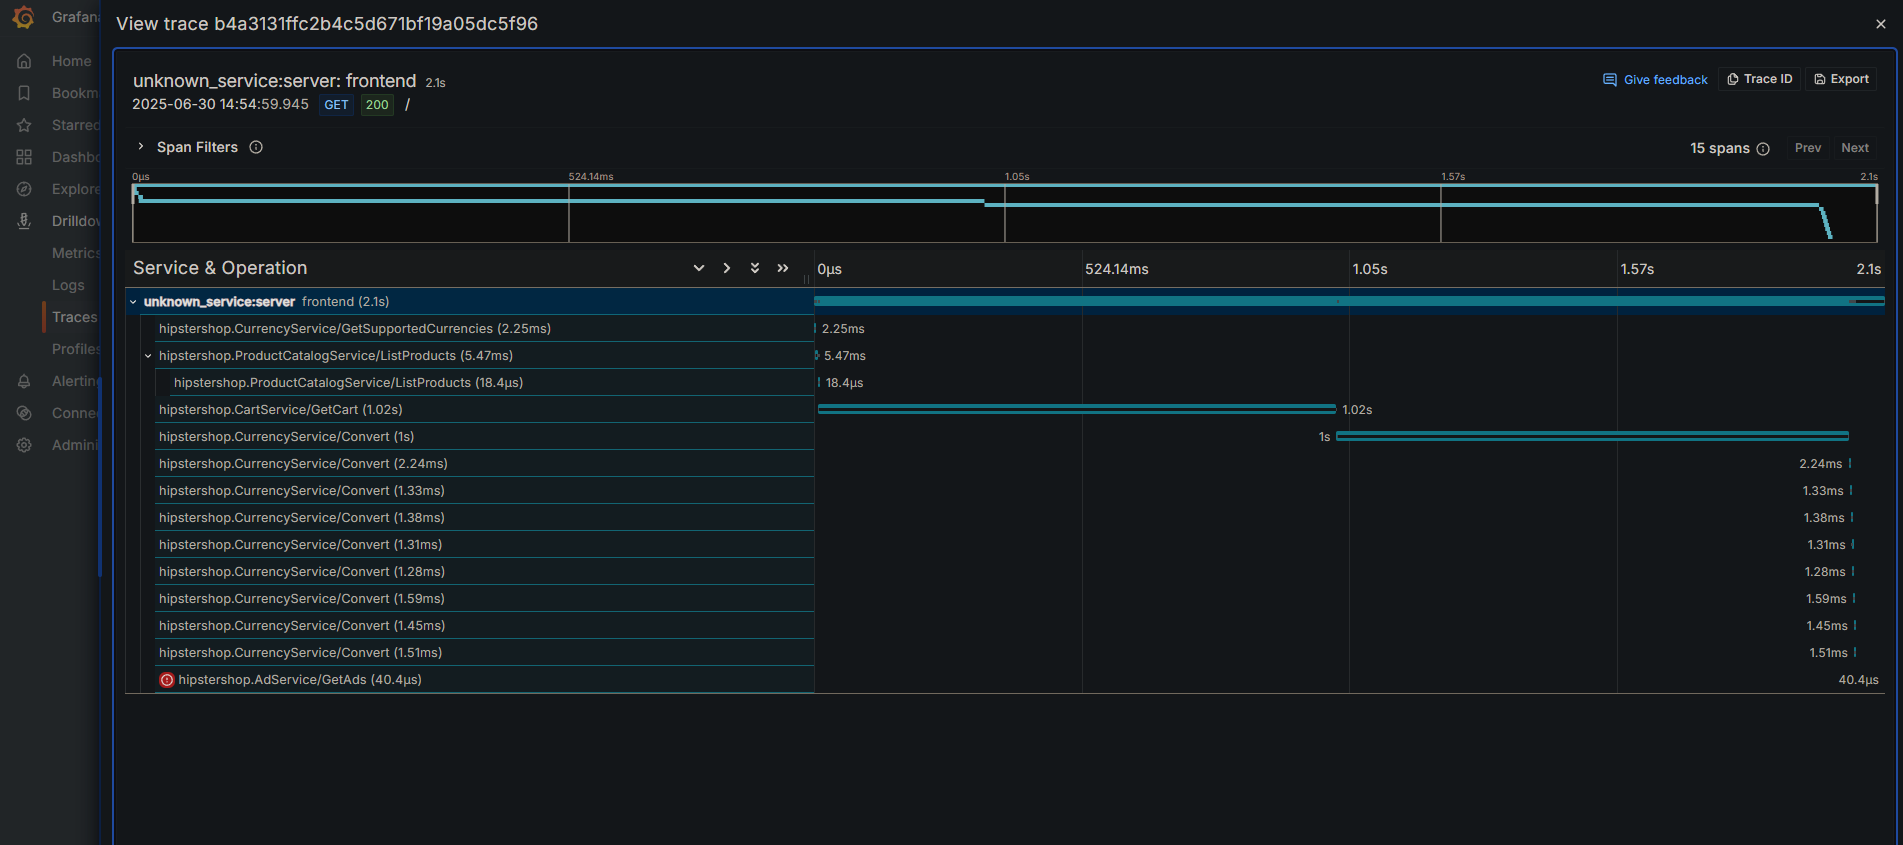 Grafana
View trace b4a3131ffc2b4c5d671bf19a05dc5f96
Home
Bookm
Starred
Dashbo
Explore
Drilldow
Metrics
Logs
Traces
Profiles
Alertin
Connec
Admini
unknown_service:server: frontend 2.1s
2025-06-30 14:54:59.945 GET 200 /
Give feedback Trace ID Export
Span Filters
15 spans Prev Next
0µs 524.14ms 1.05s 1.57s 2.1s
Service & Operation 0µs 524.14ms 1.05s 1.57s 2.1s
unknown_service:server frontend (2.1s)
hipstershop.CurrencyService/GetSupportedCurrencies (2.25ms) 2.25ms
hipstershop.ProductCatalogService/ListProducts (5.47ms) 5.47ms
hipstershop.ProductCatalogService/ListProducts (18.4µs) 18.4µs
hipstershop.CartService/GetCart (1.02s) 1.02s
hipstershop.CurrencyService/Convert (1s) 1s
hipstershop.CurrencyService/Convert (2.24ms) 2.24ms
hipstershop.CurrencyService/Convert (1.33ms) 1.33ms
hipstershop.CurrencyService/Convert (1.38ms) 1.38ms
hipstershop.CurrencyService/Convert (1.31ms) 1.31ms
hipstershop.CurrencyService/Convert (1.28ms) 1.28ms
hipstershop.CurrencyService/Convert (1.59ms) 1.59ms
hipstershop.CurrencyService/Convert (1.45ms) 1.45ms
hipstershop.CurrencyService/Convert (1.51ms) 1.51ms
hipstershop.AdService/GetAds (40.4µs) 40.4µs